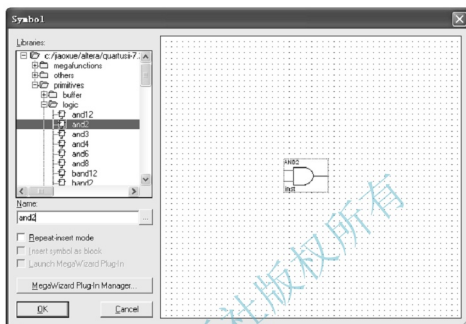 Symbol
Libraries:
c:/jiaoxue/altera/quartusi-7.
megafunctions
others
primitives
buffer
logic
and12
and2
and3
and4
and6
and8
band12
band2
Name:
and2
...
Repeat-insert mode
Insert symbol as block
Launch MegaWizard Plug-In
MegaWizard Plug-In Manager...
OK
Cancel
AND2
inst
社版权所有